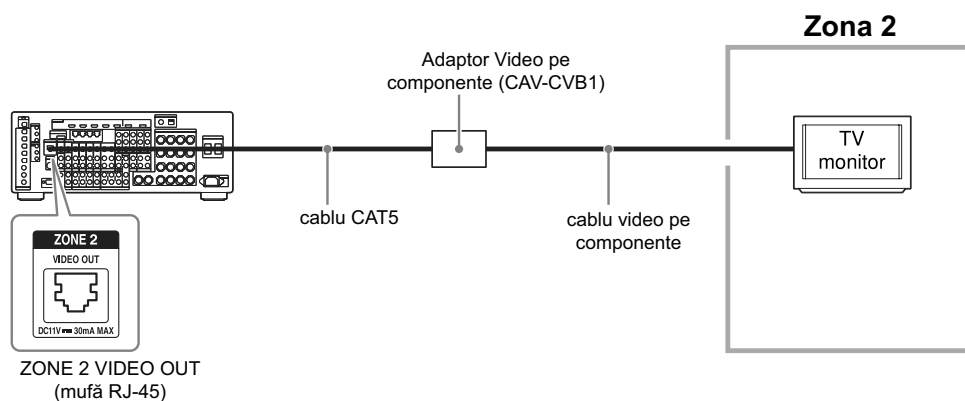 Zona 2
Adaptor Video pe
componente (CAV-CVB1)
TV
monitor
cablu CAT5
cablu video pe
componente
ZONE 2
VIDEO OUT
DC11V ⎓ 30mA MAX
ZONE 2 VIDEO OUT
(mufă RJ-45)